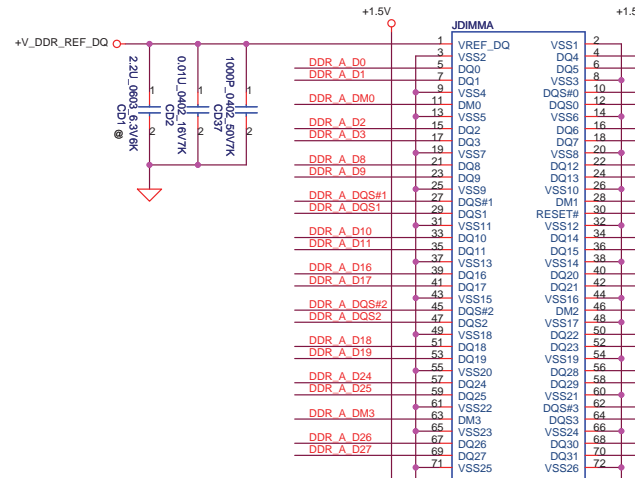 +1.5V
+1.5
JDIMMA
+V_DDR_REF_DQ
2.2U_0603_6.3V6K
CD1
@
1
2
0.01U_0402_16V7K
CD2
1
2
1000P_0402_50V7K
CD37
1
2
1 VREF_DQ VSS1 2
3 VSS2 DQ4 4
DDR_A_D0 5 DQ0 DQ5 6
DDR_A_D1 7 DQ1 VSS3 8
9 VSS4 DQS#0 10
DDR_A_DM0 11 DM0 DQS0 12
13 VSS5 VSS6 14
DDR_A_D2 15 DQ2 DQ6 16
DDR_A_D3 17 DQ3 DQ7 18
19 VSS7 VSS8 20
DDR_A_D8 21 DQ8 DQ12 22
DDR_A_D9 23 DQ9 DQ13 24
25 VSS9 VSS10 26
DDR_A_DQS#1 27 DQS#1 DM1 28
DDR_A_DQS1 29 DQS1 RESET# 30
31 VSS11 VSS12 32
DDR_A_D10 33 DQ10 DQ14 34
DDR_A_D11 35 DQ11 DQ15 36
37 VSS13 VSS14 38
DDR_A_D16 39 DQ16 DQ20 40
DDR_A_D17 41 DQ17 DQ21 42
43 VSS15 VSS16 44
DDR_A_DQS#2 45 DQS#2 DM2 46
DDR_A_DQS2 47 DQS2 VSS17 48
49 VSS18 DQ22 50
DDR_A_D18 51 DQ18 DQ23 52
DDR_A_D19 53 DQ19 VSS19 54
55 VSS20 DQ28 56
DDR_A_D24 57 DQ24 DQ29 58
DDR_A_D25 59 DQ25 VSS21 60
61 VSS22 DQS#3 62
DDR_A_DM3 63 DM3 DQS3 64
65 VSS23 VSS24 66
DDR_A_D26 67 DQ26 DQ30 68
DDR_A_D27 69 DQ27 DQ31 70
71 VSS25 VSS26 72